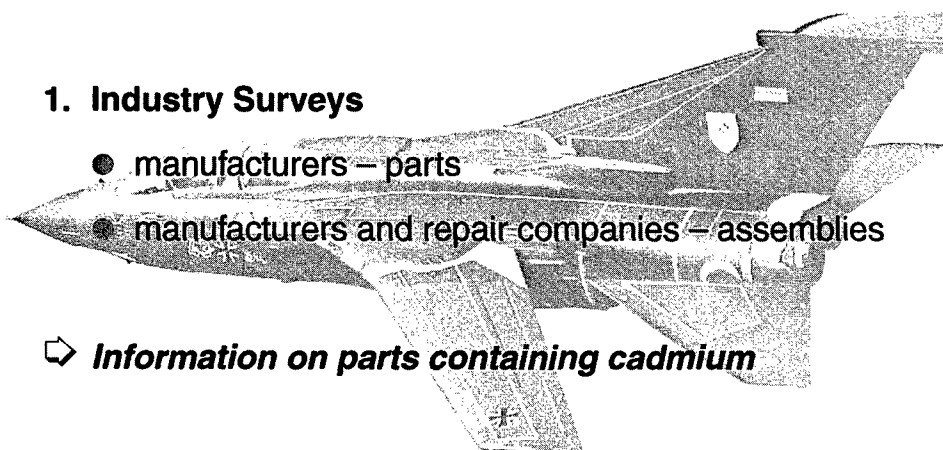 1. Industry Surveys
● manufacturers – parts
● manufacturers and repair companies – assemblies
➪ Information on parts containing cadmium